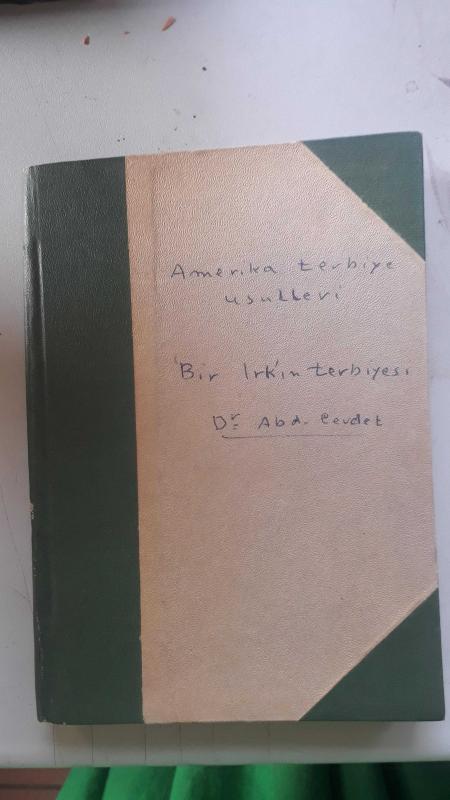 Amerika terbiye
usulleri
'Bir Irk'ın terbiyesi
Dr. Abd. Cevdet